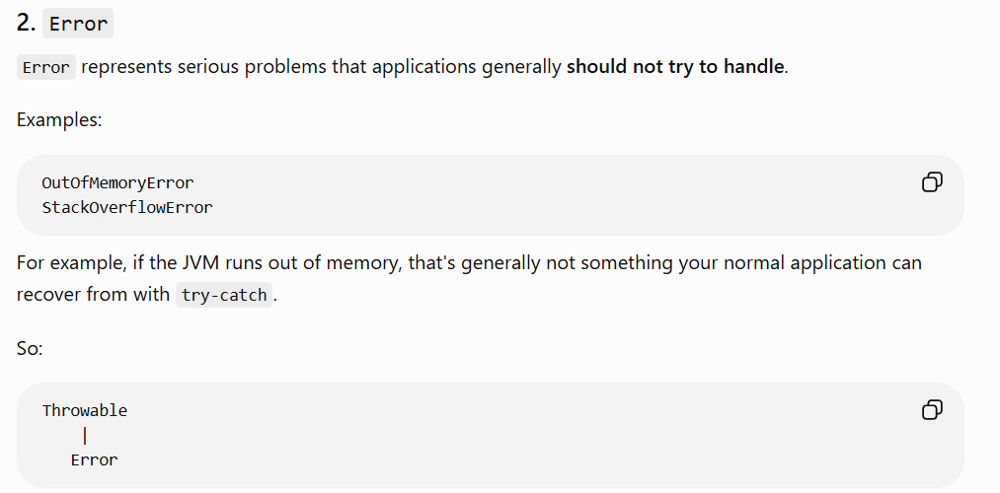 2. Error
Error represents serious problems that applications generally should not try to handle.
Examples:
OutOfMemoryError
StackOverflowError
For example, if the JVM runs out of memory, that's generally not something your normal application can
recover from with try-catch.
So:
Throwable
|
Error